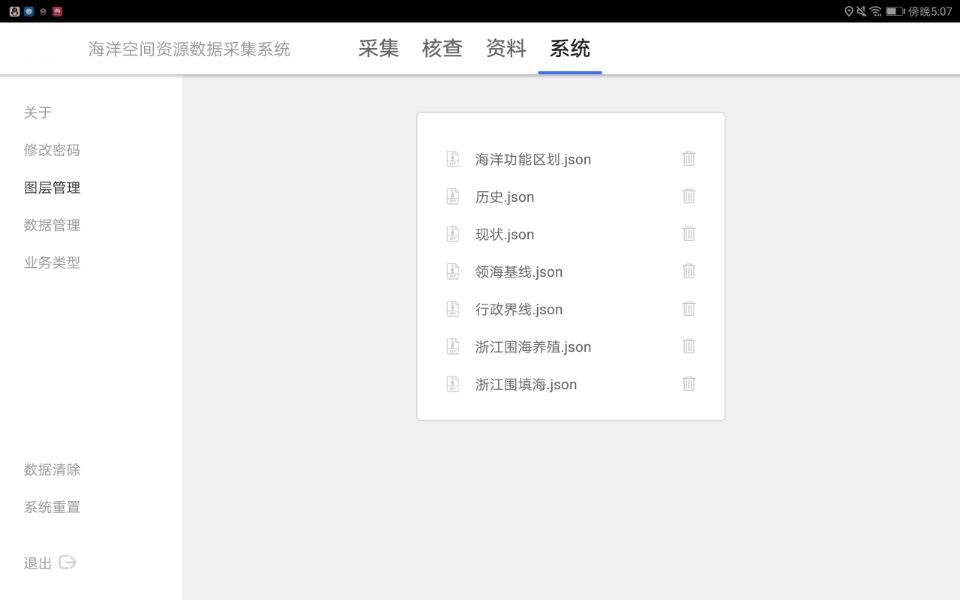 傍晚5:07
海洋空间资源数据采集系统
采集 核查 资料 系统
关于
修改密码
图层管理
数据管理
业务类型
数据清除
系统重置
退出
海洋功能区划.json
历史.json
现状.json
领海基线.json
行政界线.json
浙江围海养殖.json
浙江围填海.json